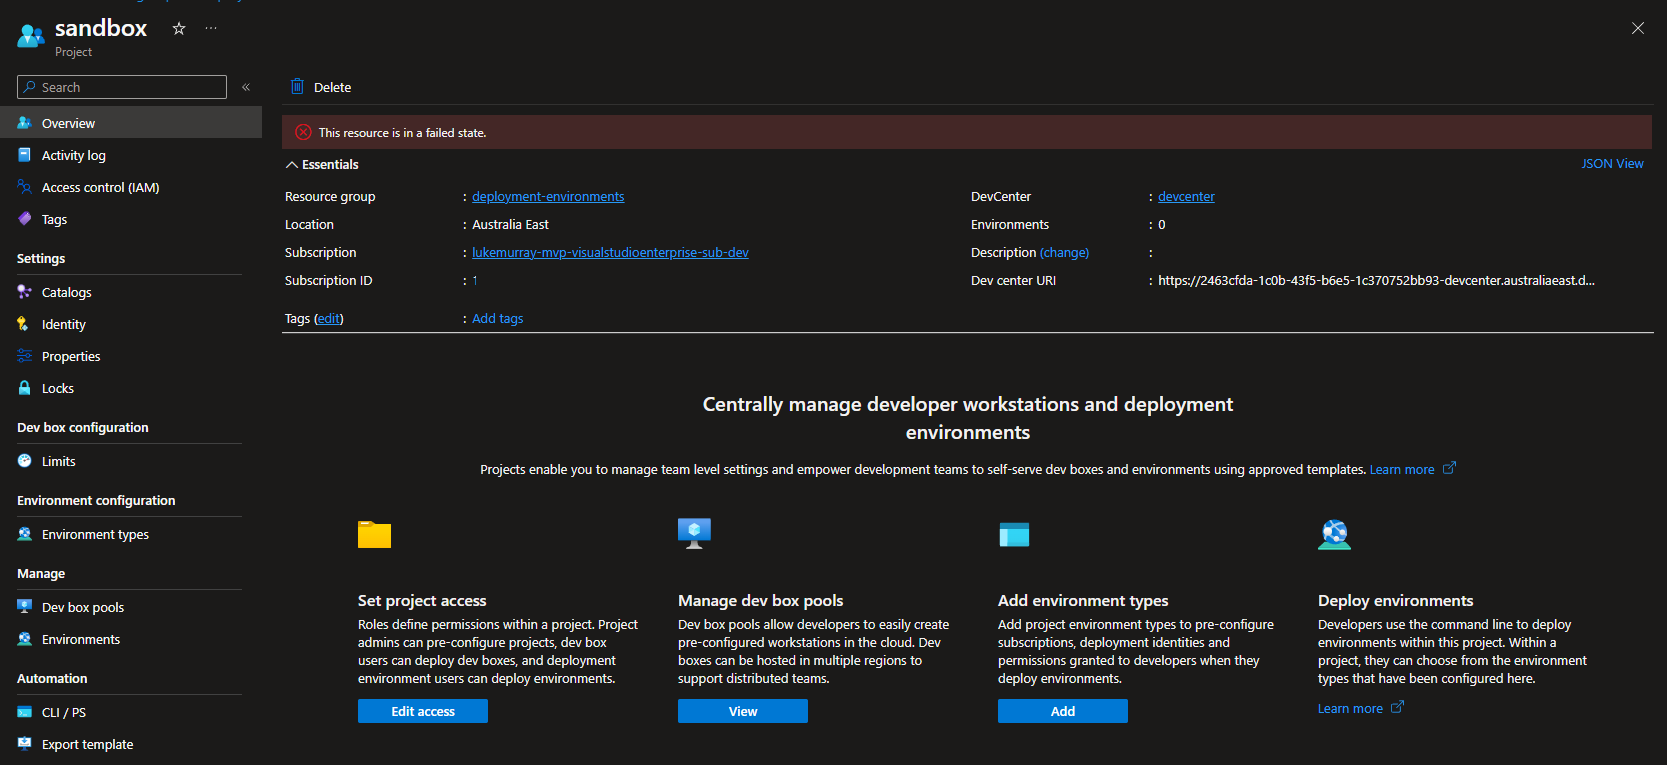 sandbox
Project
Search
Overview
Activity log
Access control (IAM)
Tags
Settings
Catalogs
Identity
Properties
Locks
Dev box configuration
Limits
Environment configuration
Environment types
Manage
Dev box pools
Environments
Automation
CLI / PS
Export template
Delete
This resource is in a failed state.
Essentials
JSON View
Resource group : deployment-environments
Location : Australia East
Subscription : lukemurray-mvp-visualstudioenterprise-sub-dev
Subscription ID : 1
Tags (edit) : Add tags
DevCenter : devcenter
Environments : 0
Description (change) :
Dev center URI : https://2463cfda-1c0b-43f5-b6e5-1c370752bb93-devcenter.australiaeast.d...
Centrally manage developer workstations and deployment
environments
Projects enable you to manage team level settings and empower development teams to self-serve dev boxes and environments using approved templates. Learn more
Set project access
Roles define permissions within a project. Project
admins can pre-configure projects, dev box
users can deploy dev boxes, and deployment
environment users can deploy environments.
Edit access
Manage dev box pools
Dev box pools allow developers to easily create
pre-configured workstations in the cloud. Dev
boxes can be hosted in multiple regions to
support distributed teams.
View
Add environment types
Add project environment types to pre-configure
subscriptions, deployment identities and
permissions granted to developers when they
deploy environments.
Add
Deploy environments
Developers use the command line to deploy
environments within this project. Within a
project, they can choose from the environment
types that have been configured here.
Learn more